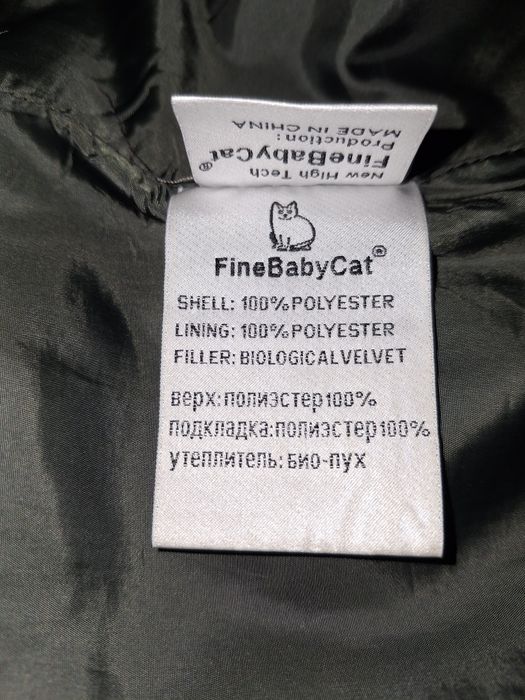 New High Tech
FineBabyCat®
Production:
MADE IN CHINA
FineBabyCat®
SHELL: 100%POLYESTER
LINING: 100%POLYESTER
FILLER: BIOLOGICALVELVET
верх:полиэстер100%
подкладка:полиэстер100%
утеплитель:био-пух